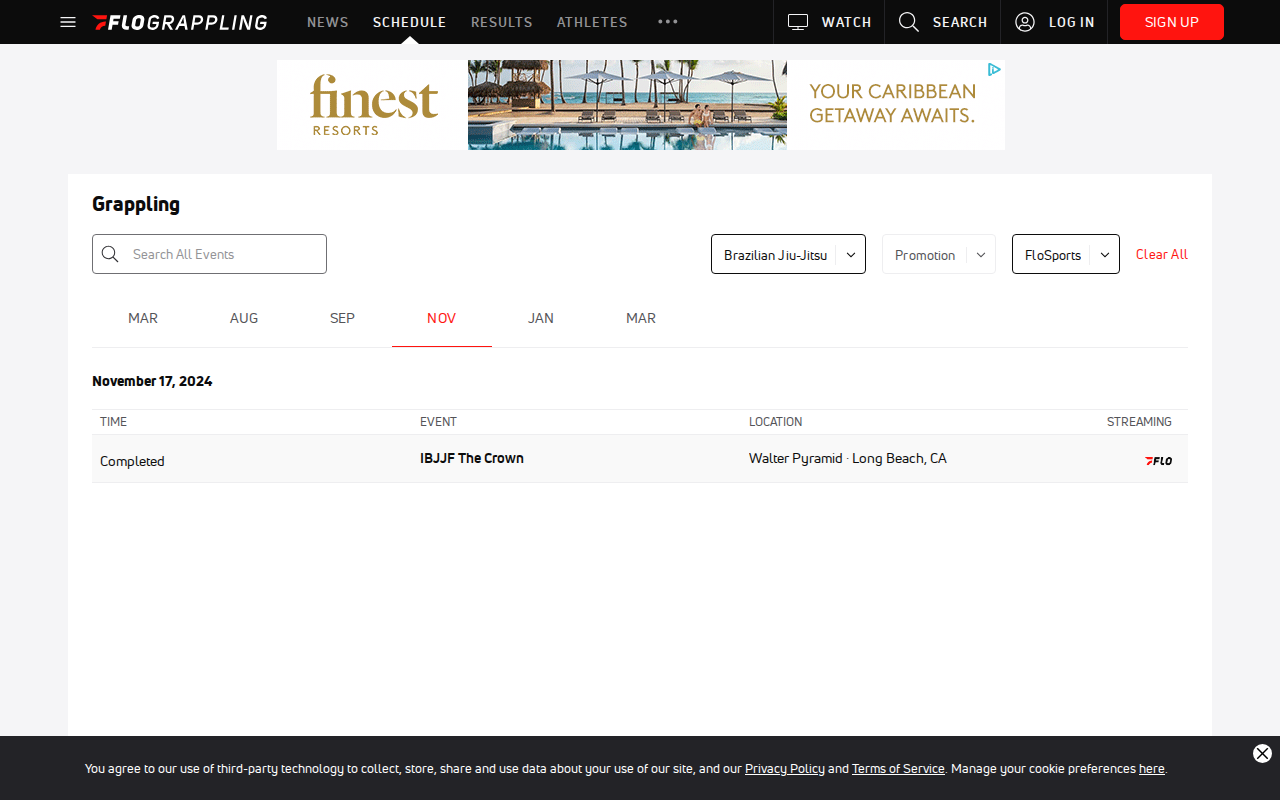 FLOGRAPPLING NEWS SCHEDULE RESULTS ATHLETES WATCH SEARCH LOG IN SIGN UP
finest
RESORTS
YOUR CARIBBEAN
GETAWAY AWAITS.
Grappling
Search All Events Brazilian Jiu-Jitsu Promotion FloSports Clear All
MAR AUG SEP NOV JAN MAR
November 17, 2024
TIME EVENT LOCATION STREAMING
Completed IBJJF The Crown Walter Pyramid · Long Beach, CA FLO
You agree to our use of third-party technology to collect, store, share and use data about your use of our site, and our Privacy Policy and Terms of Service. Manage your cookie preferences here.